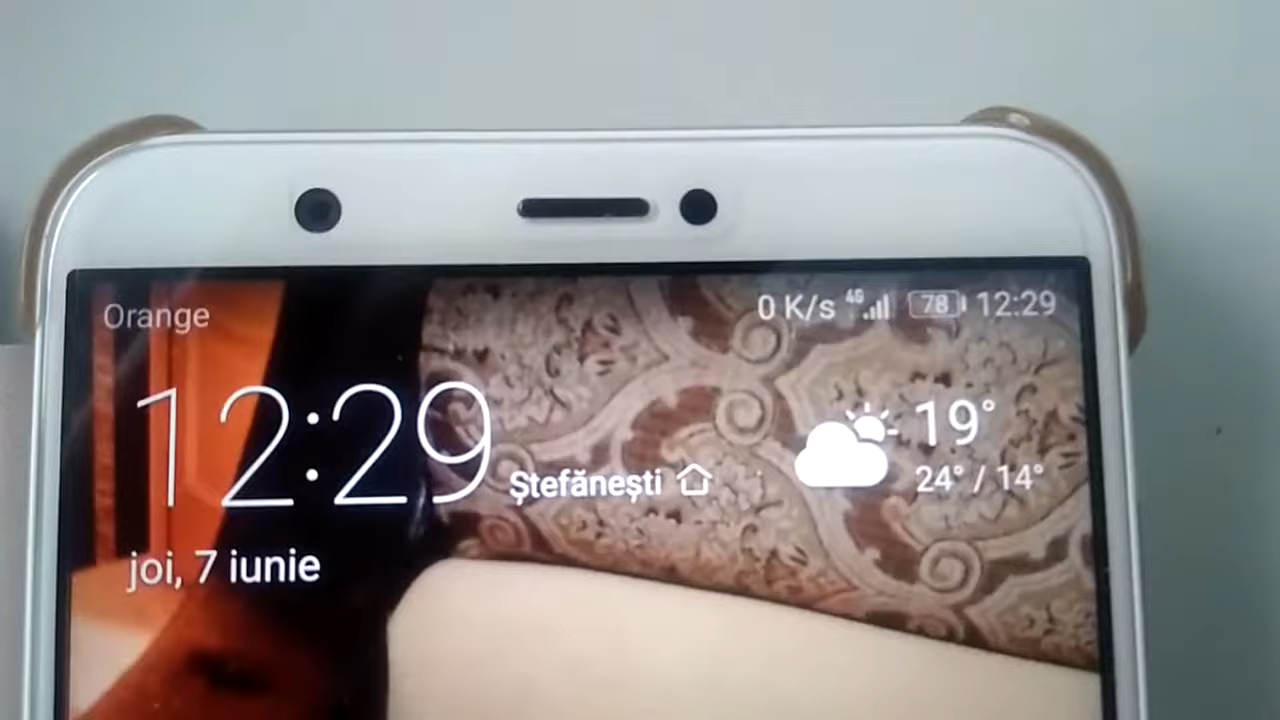 Orange
0 K/s 4G 78 12:29
12:29
Ștefănești
19°
24° / 14°
joi, 7 iunie